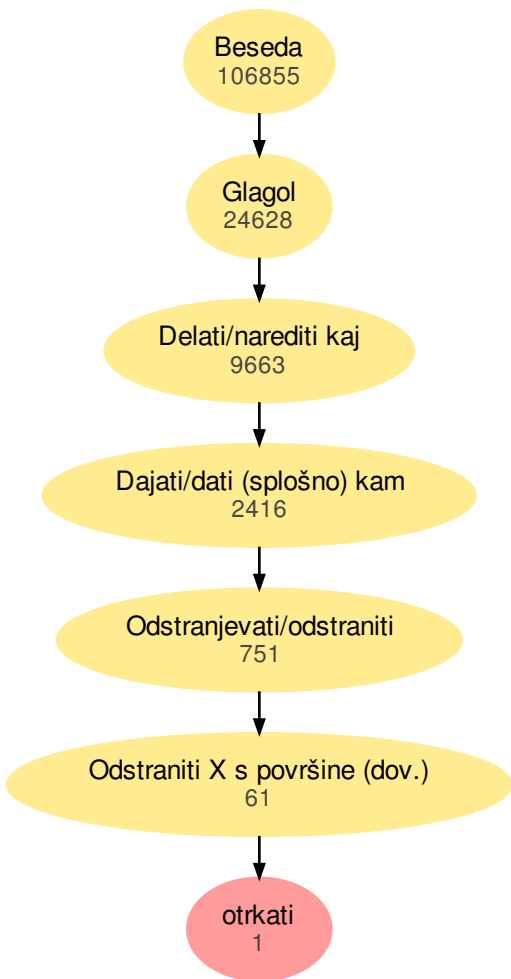 Beseda
106855
Glagol
24628
Delati/narediti kaj
9663
Dajati/dati (splošno) kam
2416
Odstranjevati/odstraniti
751
Odstraniti X s površine (dov.)
61
otrkati
1